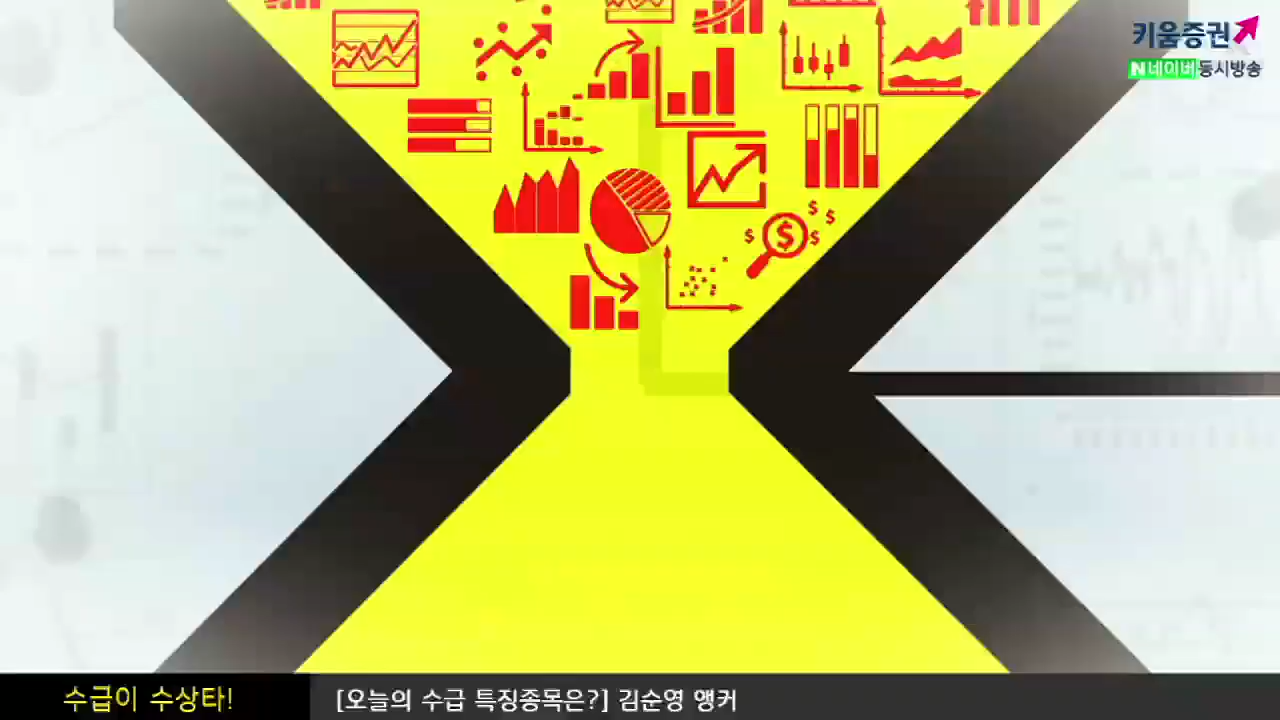 키움증권
N 네이버 동시방송
수급이 수상타!
[오늘의 수급 특징종목은?] 김순영 앵커